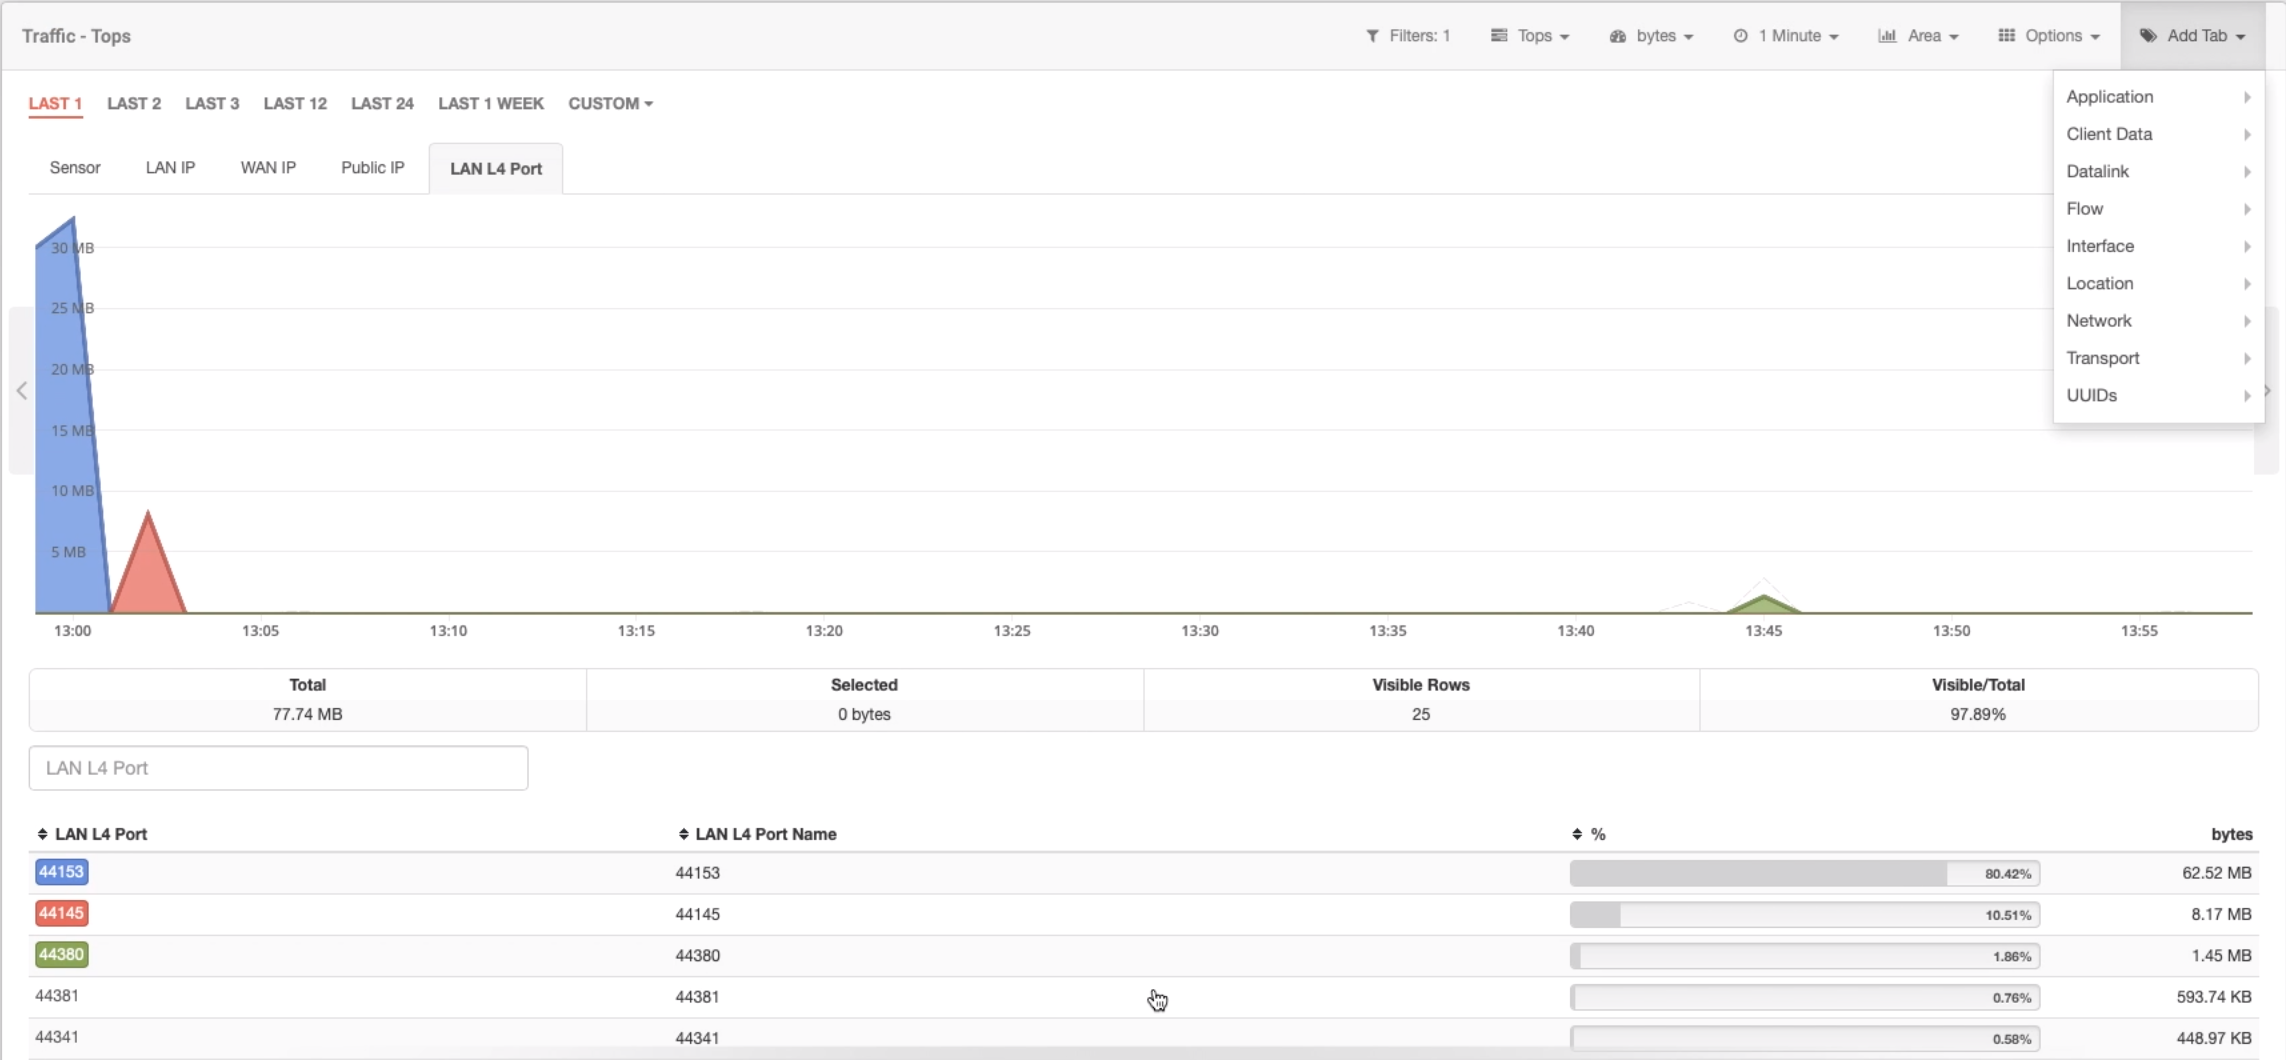 Traffic - Tops
Filters: 1
Tops
bytes
1 Minute
Area
Options
Add Tab
Application
Client Data
Datalink
Flow
Interface
Location
Network
Transport
UUIDs
LAST 1 LAST 2 LAST 3 LAST 12 LAST 24 LAST 1 WEEK CUSTOM
Sensor LAN IP WAN IP Public IP LAN L4 Port
30 MB
25 MB
20 MB
15 MB
10 MB
5 MB
13:00 13:05 13:10 13:15 13:20 13:25 13:30 13:35 13:40 13:45 13:50 13:55
Total Selected Visible Rows Visible/Total
77.74 MB 0 bytes 25 97.89%
LAN L4 Port
LAN L4 Port LAN L4 Port Name % bytes
44153 44153 80.42% 62.52 MB
44145 44145 10.51% 8.17 MB
44380 44380 1.86% 1.45 MB
44381 44381 0.76% 593.74 KB
44341 44341 0.58% 448.97 KB